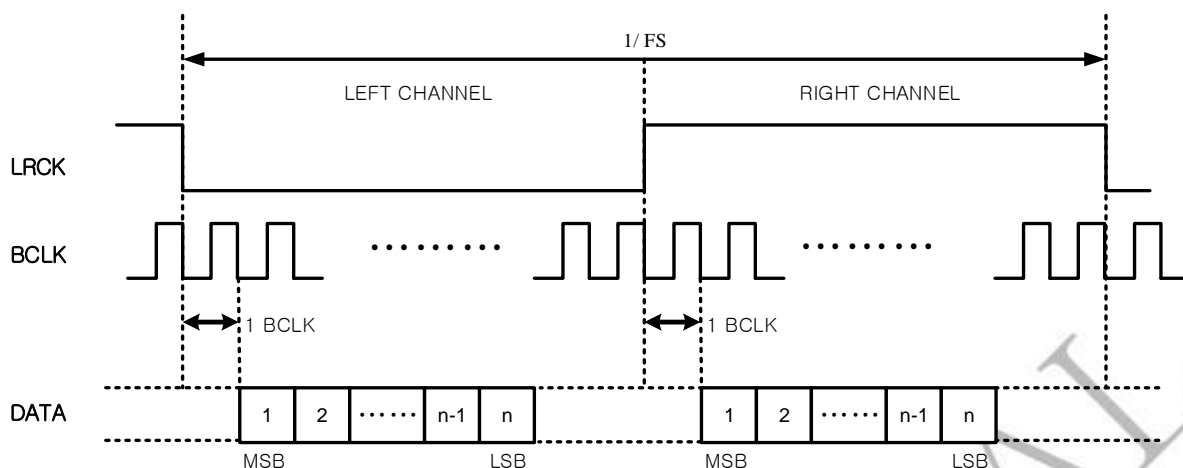 1/ FS
LEFT CHANNEL RIGHT CHANNEL
LRCK
BCLK
1 BCLK 1 BCLK
DATA 1 2 ...... n-1 n 1 2 ...... n-1 n
MSB LSB MSB LSB